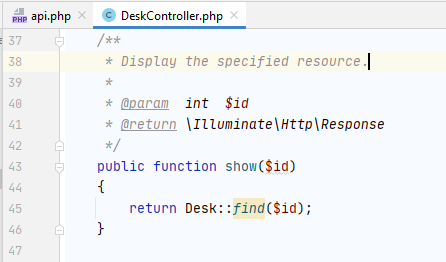 api.php DeskController.php
37 /**
38 * Display the specified resource.
39 *
40 * @param  int  $id
41 * @return \Illuminate\Http\Response
42 */
43 public function show($id)
44 {
45 return Desk::find($id);
46 }
47